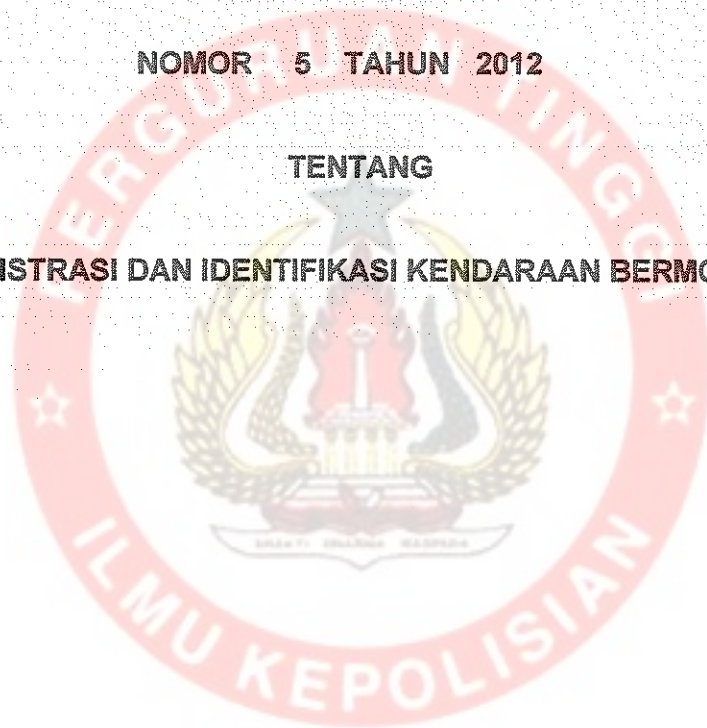 NOMOR 5 TAHUN 2012
TENTANG
ISTRASI DAN IDENTIFIKASI KENDARAAN BERMO
PERGURUAN TINGGI
ILMU KEPOLISIAN